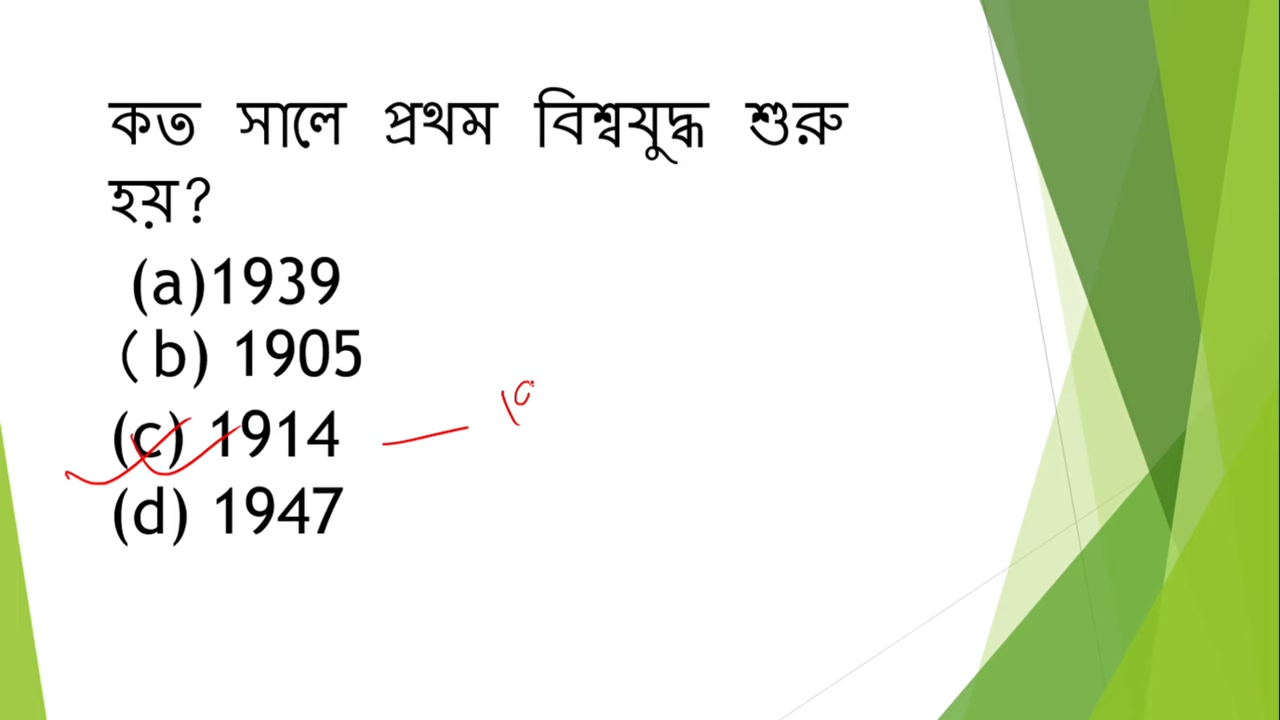 কত সালে প্রথম বিশ্বযুদ্ধ শুরু
হয়?
(a)1939
(b) 1905
(c) 1914
(d) 1947